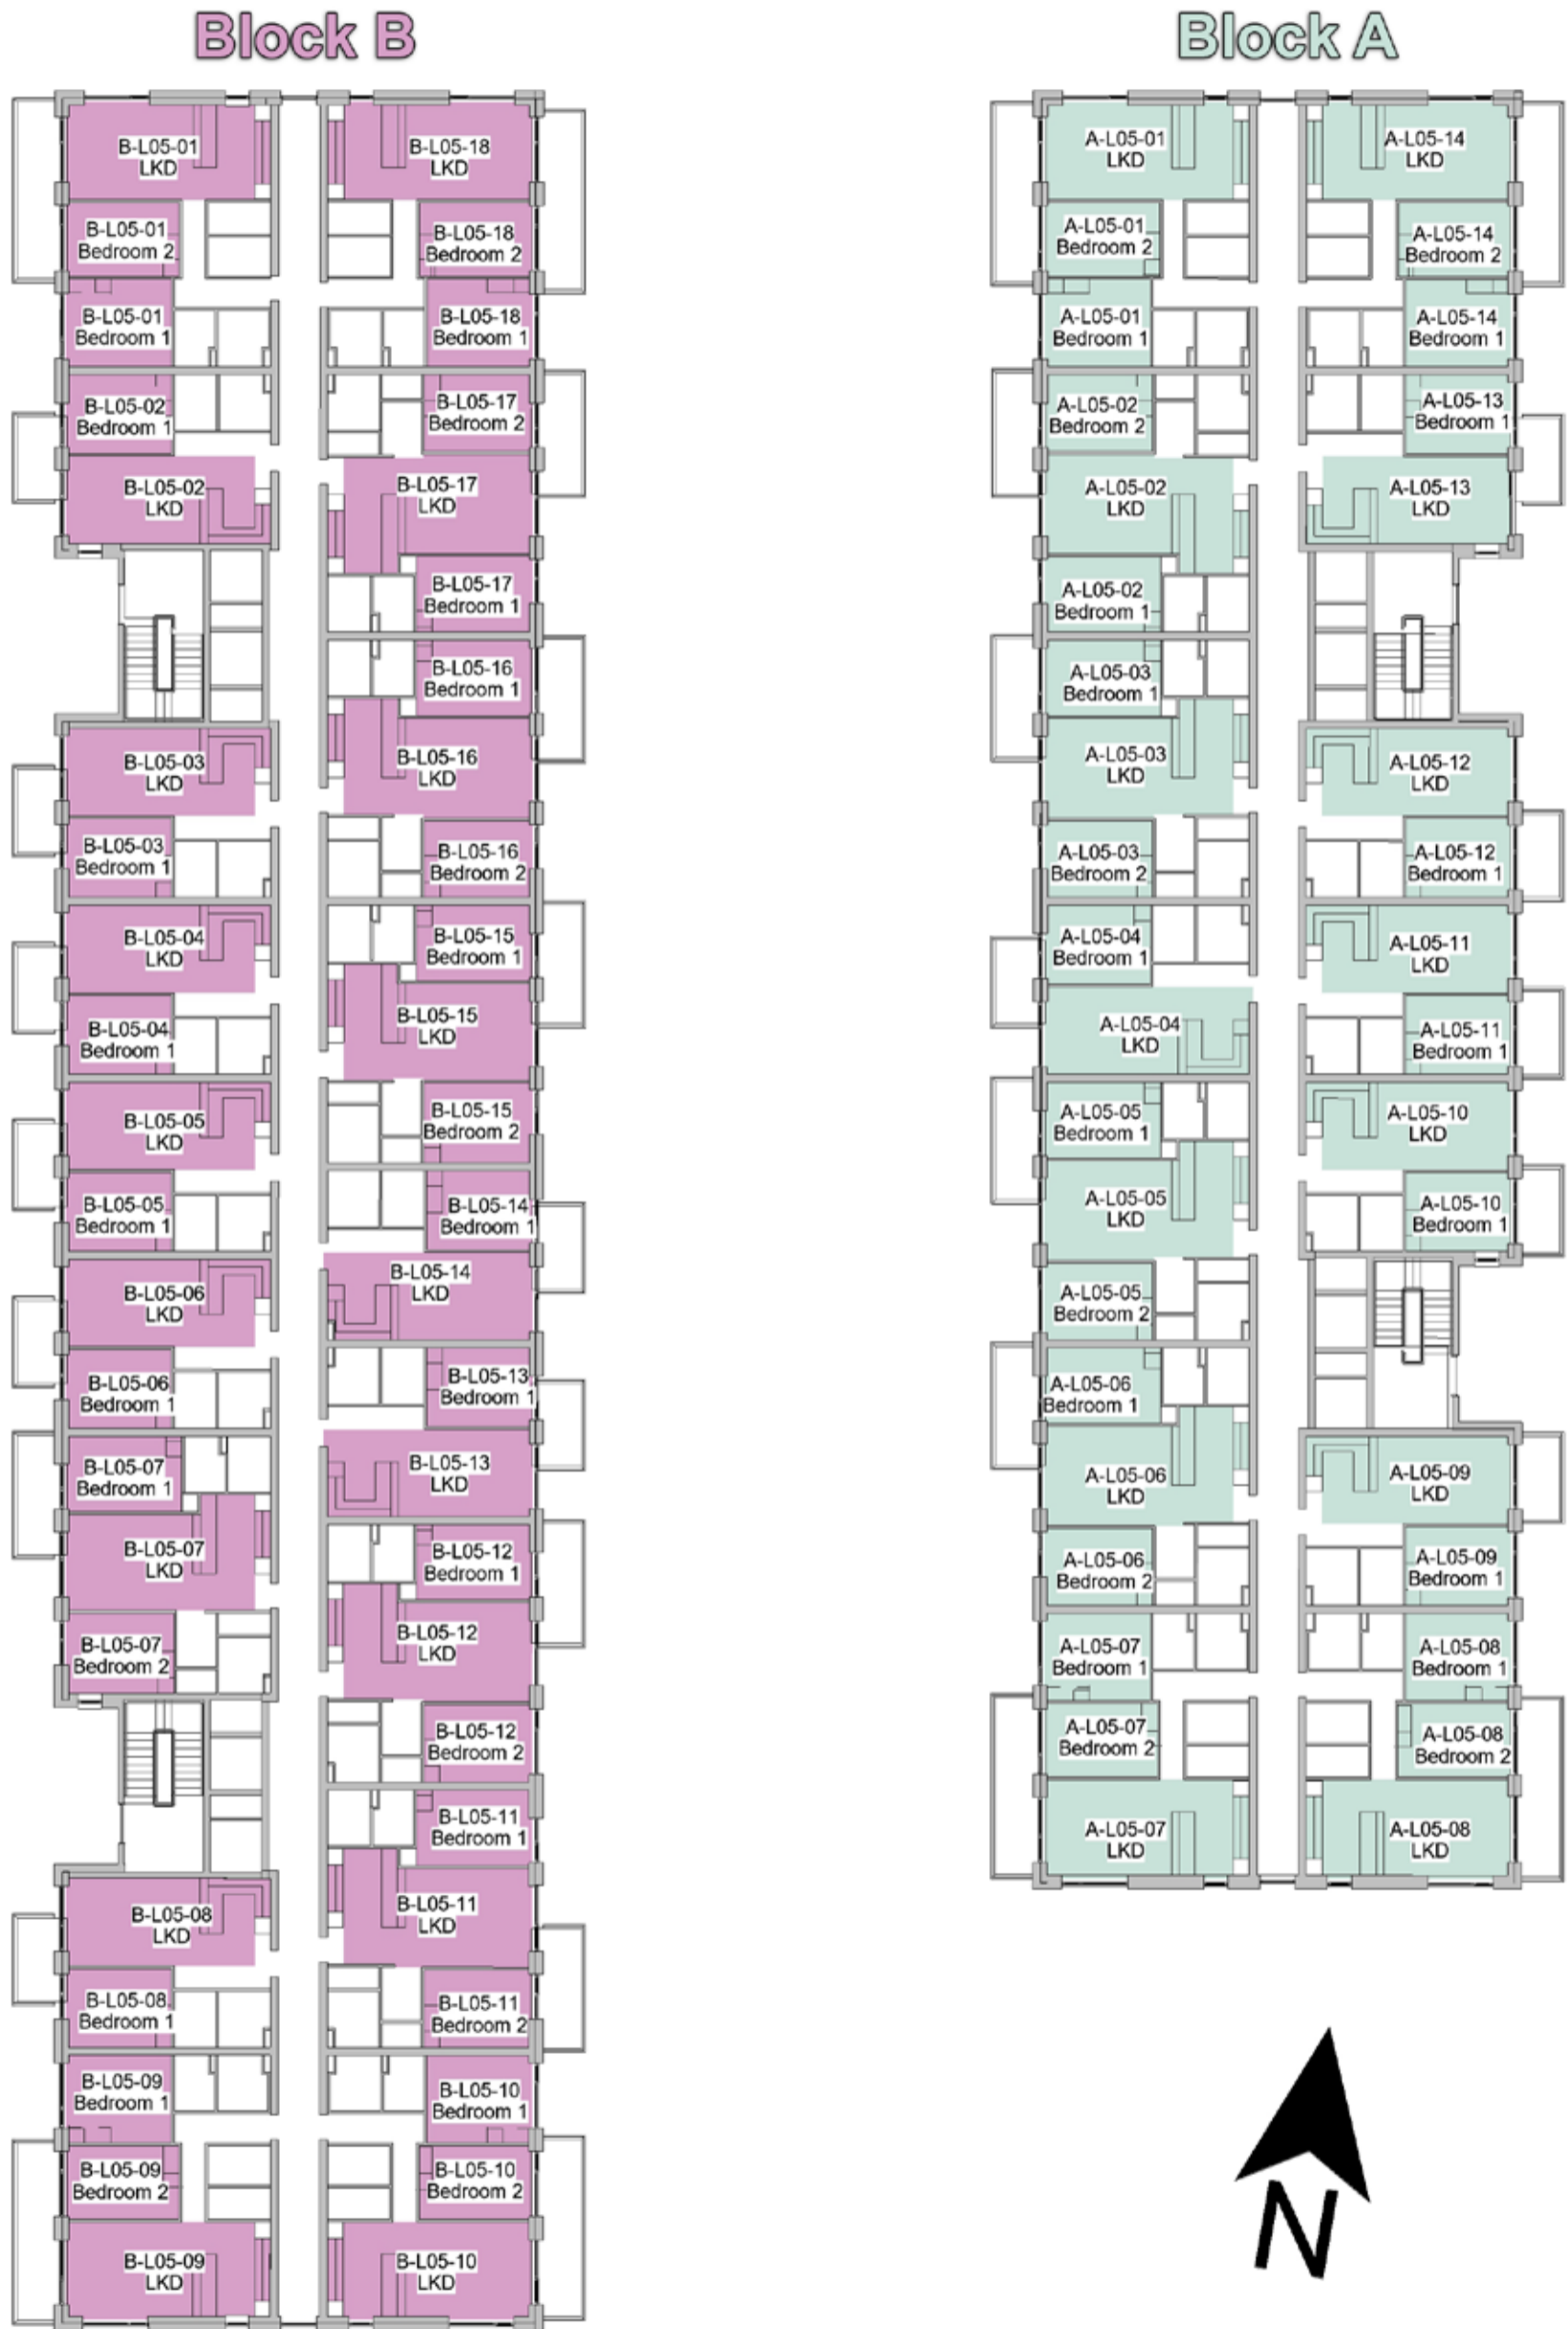 Block B
B-L05-01
LKD
B-L05-18
LKD
B-L05-01
Bedroom 2
B-L05-18
Bedroom 2
B-L05-01
Bedroom 1
B-L05-18
Bedroom 1
B-L05-02
Bedroom 1
B-L05-17
Bedroom 2
B-L05-02
LKD
B-L05-17
LKD
B-L05-17
Bedroom 1
B-L05-16
Bedroom 1
B-L05-03
LKD
B-L05-16
LKD
B-L05-03
Bedroom 1
B-L05-16
Bedroom 2
B-L05-04
LKD
B-L05-15
Bedroom 1
B-L05-04
Bedroom 1
B-L05-15
LKD
B-L05-05
LKD
B-L05-15
Bedroom 2
B-L05-05
Bedroom 1
B-L05-14
Bedroom 1
B-L05-06
LKD
B-L05-14
LKD
B-L05-06
Bedroom 1
B-L05-13
Bedroom 1
B-L05-07
Bedroom 1
B-L05-13
LKD
B-L05-07
LKD
B-L05-12
Bedroom 1
B-L05-07
Bedroom 2
B-L05-12
LKD
B-L05-12
Bedroom 2
B-L05-11
Bedroom 1
B-L05-08
LKD
B-L05-11
LKD
B-L05-08
Bedroom 1
B-L05-11
Bedroom 2
B-L05-09
Bedroom 1
B-L05-10
Bedroom 1
B-L05-09
Bedroom 2
B-L05-10
Bedroom 2
B-L05-09
LKD
B-L05-10
LKD
Block A
A-L05-01
LKD
A-L05-14
LKD
A-L05-01
Bedroom 2
A-L05-14
Bedroom 2
A-L05-01
Bedroom 1
A-L05-14
Bedroom 1
A-L05-02
Bedroom 2
A-L05-13
Bedroom 1
A-L05-02
LKD
A-L05-13
LKD
A-L05-02
Bedroom 1
A-L05-03
Bedroom 1
A-L05-03
LKD
A-L05-12
LKD
A-L05-03
Bedroom 2
A-L05-12
Bedroom 1
A-L05-04
Bedroom 1
A-L05-11
LKD
A-L05-04
LKD
A-L05-11
Bedroom 1
A-L05-05
Bedroom 1
A-L05-10
LKD
A-L05-05
LKD
A-L05-10
Bedroom 1
A-L05-05
Bedroom 2
A-L05-06
Bedroom 1
A-L05-06
LKD
A-L05-09
LKD
A-L05-06
Bedroom 2
A-L05-09
Bedroom 1
A-L05-07
Bedroom 1
A-L05-08
Bedroom 1
A-L05-07
Bedroom 2
A-L05-08
Bedroom 2
A-L05-07
LKD
A-L05-08
LKD
N